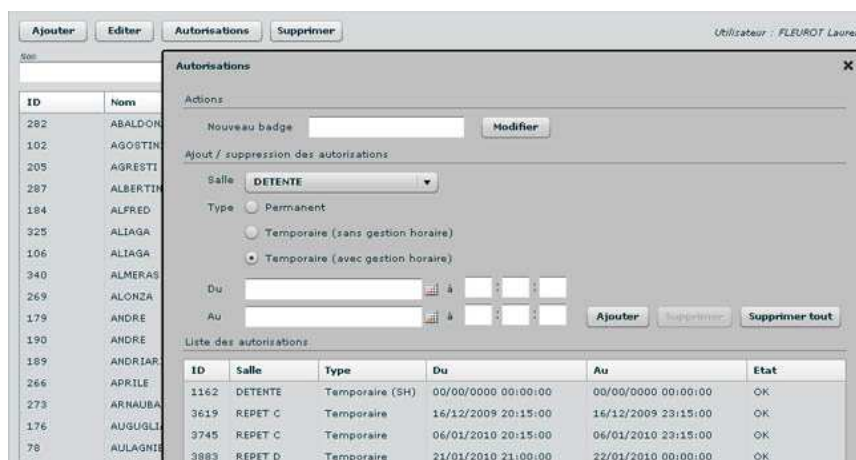 Ajouter Editer Autorisations Supprimer Utilisateur : FLEUROT Laure
Nom
Autorisations
Actions
Nouveau badge Modifier
Ajout / suppression des autorisations
Salle DETENTE
Type Permanent
Temporaire (sans gestion horaire)
Temporaire (avec gestion horaire)
Du à : :
Au à : : Ajouter Supprimer Supprimer tout
Liste des autorisations
ID Salle Type Du Au Etat
1162 DETENTE Temporaire (SH) 00/00/0000 00:00:00 00/00/0000 00:00:00 OK
3619 REPET C Temporaire 16/12/2009 20:15:00 16/12/2009 23:15:00 OK
3745 REPET C Temporaire 06/01/2010 20:15:00 06/01/2010 23:15:00 OK
3883 REPET D Temporaire 21/01/2010 21:00:00 22/01/2010 00:00:00 OK
ID Nom
282 ABALDON
102 AGOSTIN
205 AGRESTI
287 ALBERTIN
184 ALFRED
325 ALIAGA
106 ALIAGA
340 ALMERAS
269 ALONZA
179 ANDRE
190 ANDRE
189 ANDRIAR
266 APRILE
273 ARNAUBA
176 AUGUGLI
78 AULAGNIE